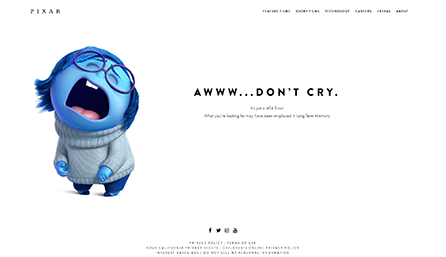 PIXAR
FEATURE FILMS SHORT FILMS TECHNOLOGY CAREERS EXTRAS ABOUT
AWWW...DON'T CRY.
It's just a 404 Error!
What you're looking for may have been misplaced in Long Term Memory.
PRIVACY POLICY | TERMS OF USE
YOUR CALIFORNIA PRIVACY RIGHTS | CHILDREN'S ONLINE PRIVACY POLICY
INTEREST-BASED ADS | DO NOT SELL MY PERSONAL INFORMATION